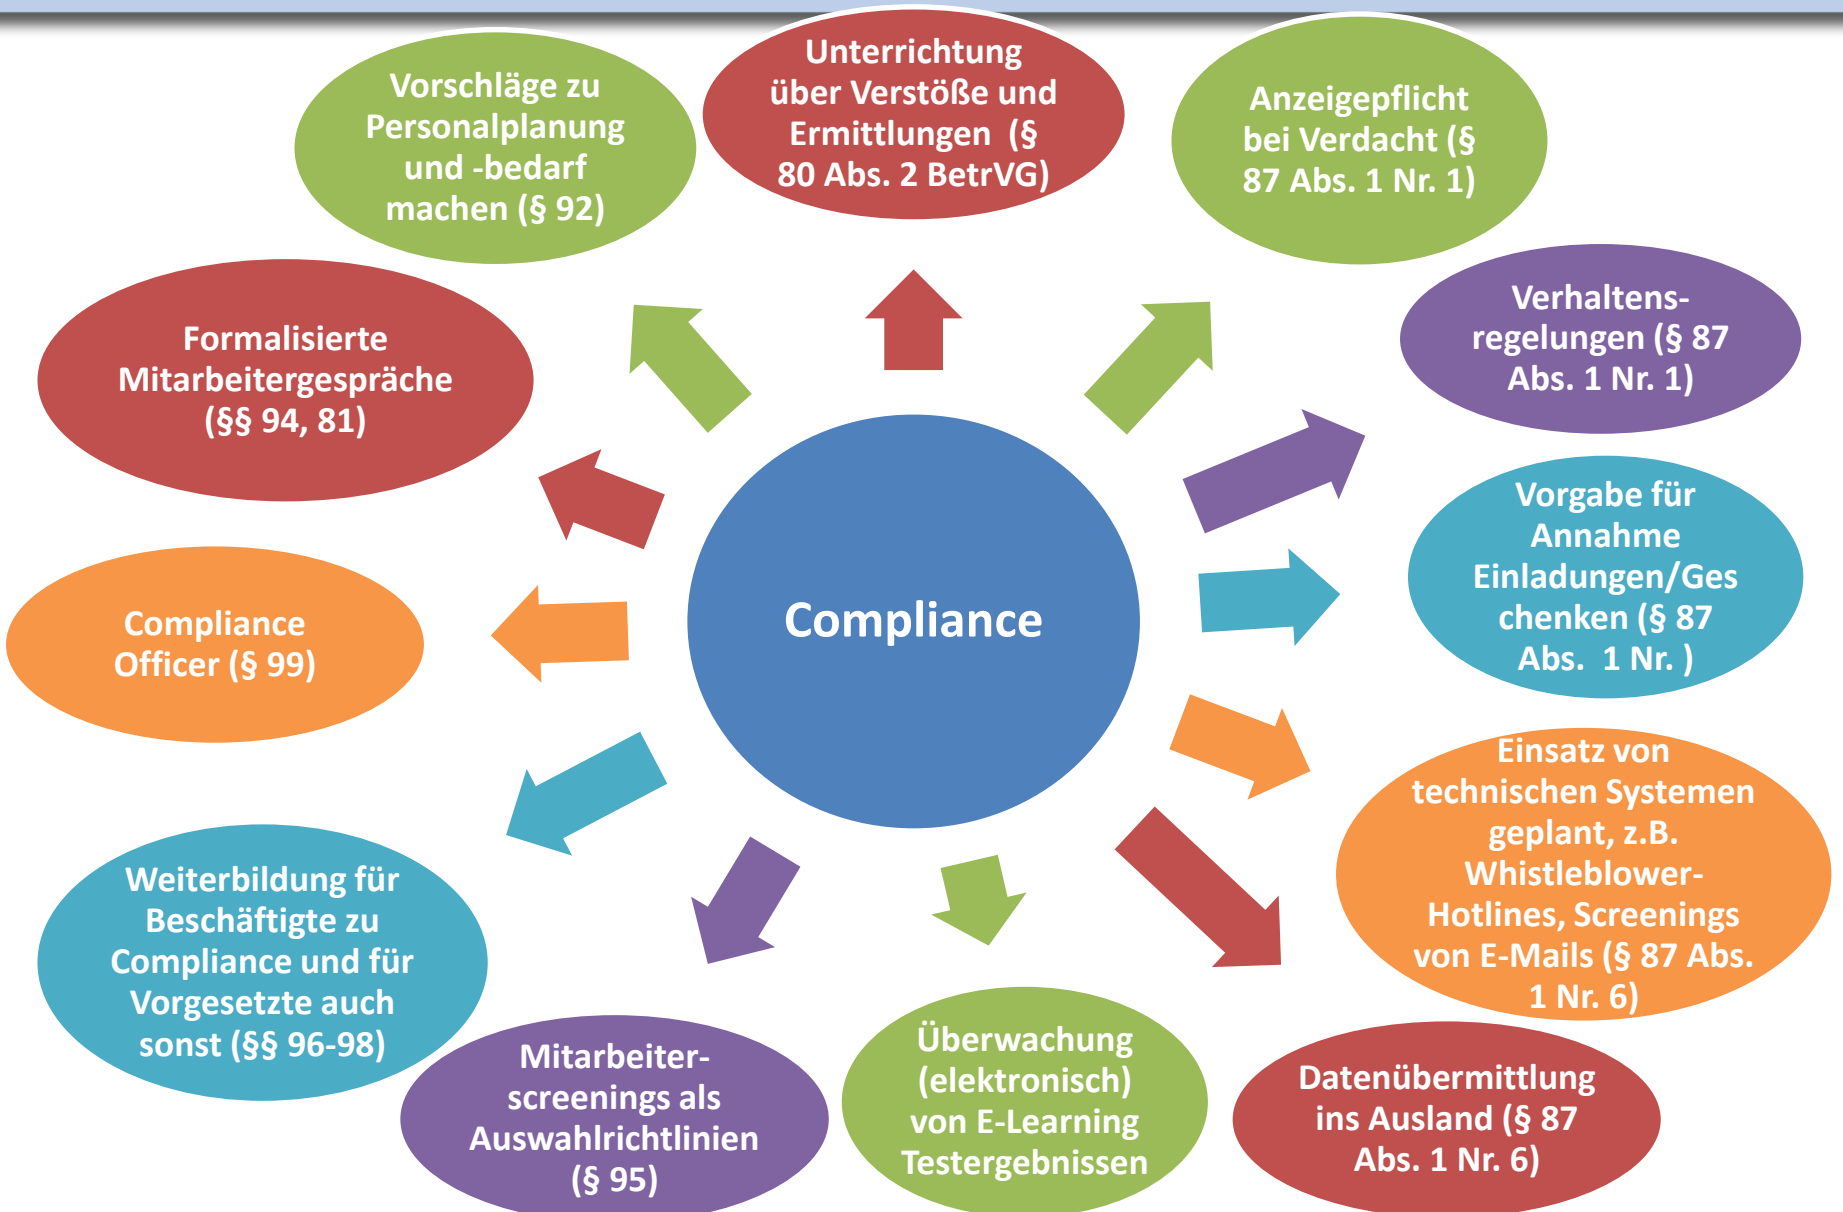 Unterrichtung
über Verstöße und
Ermittlungen (§
80 Abs. 2 BetrVG)
Anzeigepflicht
bei Verdacht (§
87 Abs. 1 Nr. 1)
Verhaltens-
regelungen (§ 87
Abs. 1 Nr. 1)
Vorgabe für
Annahme
Einladungen/Ges
chenken (§ 87
Abs. 1 Nr. )
Einsatz von
technischen Systemen
geplant, z.B.
Whistleblower-
Hotlines, Screenings
von E-Mails (§ 87 Abs.
1 Nr. 6)
Datenübermittlung
ins Ausland (§ 87
Abs. 1 Nr. 6)
Überwachung
(elektronisch)
von E-Learning
Testergebnissen
Mitarbeiter-
screenings als
Auswahlrichtlinien
(§ 95)
Weiterbildung für
Beschäftigte zu
Compliance und für
Vorgesetzte auch
sonst (§§ 96-98)
Compliance
Officer (§ 99)
Formalisierte
Mitarbeitergespräche
(§§ 94, 81)
Vorschläge zu
Personalplanung
und -bedarf
machen (§ 92)
Compliance